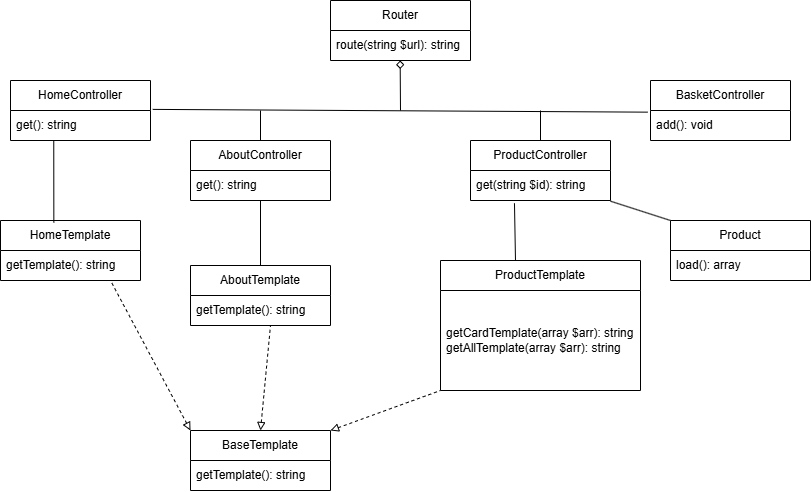 Router
route(string $url): string
HomeController
get(): string
BasketController
add(): void
AboutController
get(): string
ProductController
get(string $id): string
HomeTemplate
getTemplate(): string
Product
load(): array
AboutTemplate
getTemplate(): string
ProductTemplate
getCardTemplate(array $arr): string
getAllTemplate(array $arr): string
BaseTemplate
getTemplate(): string